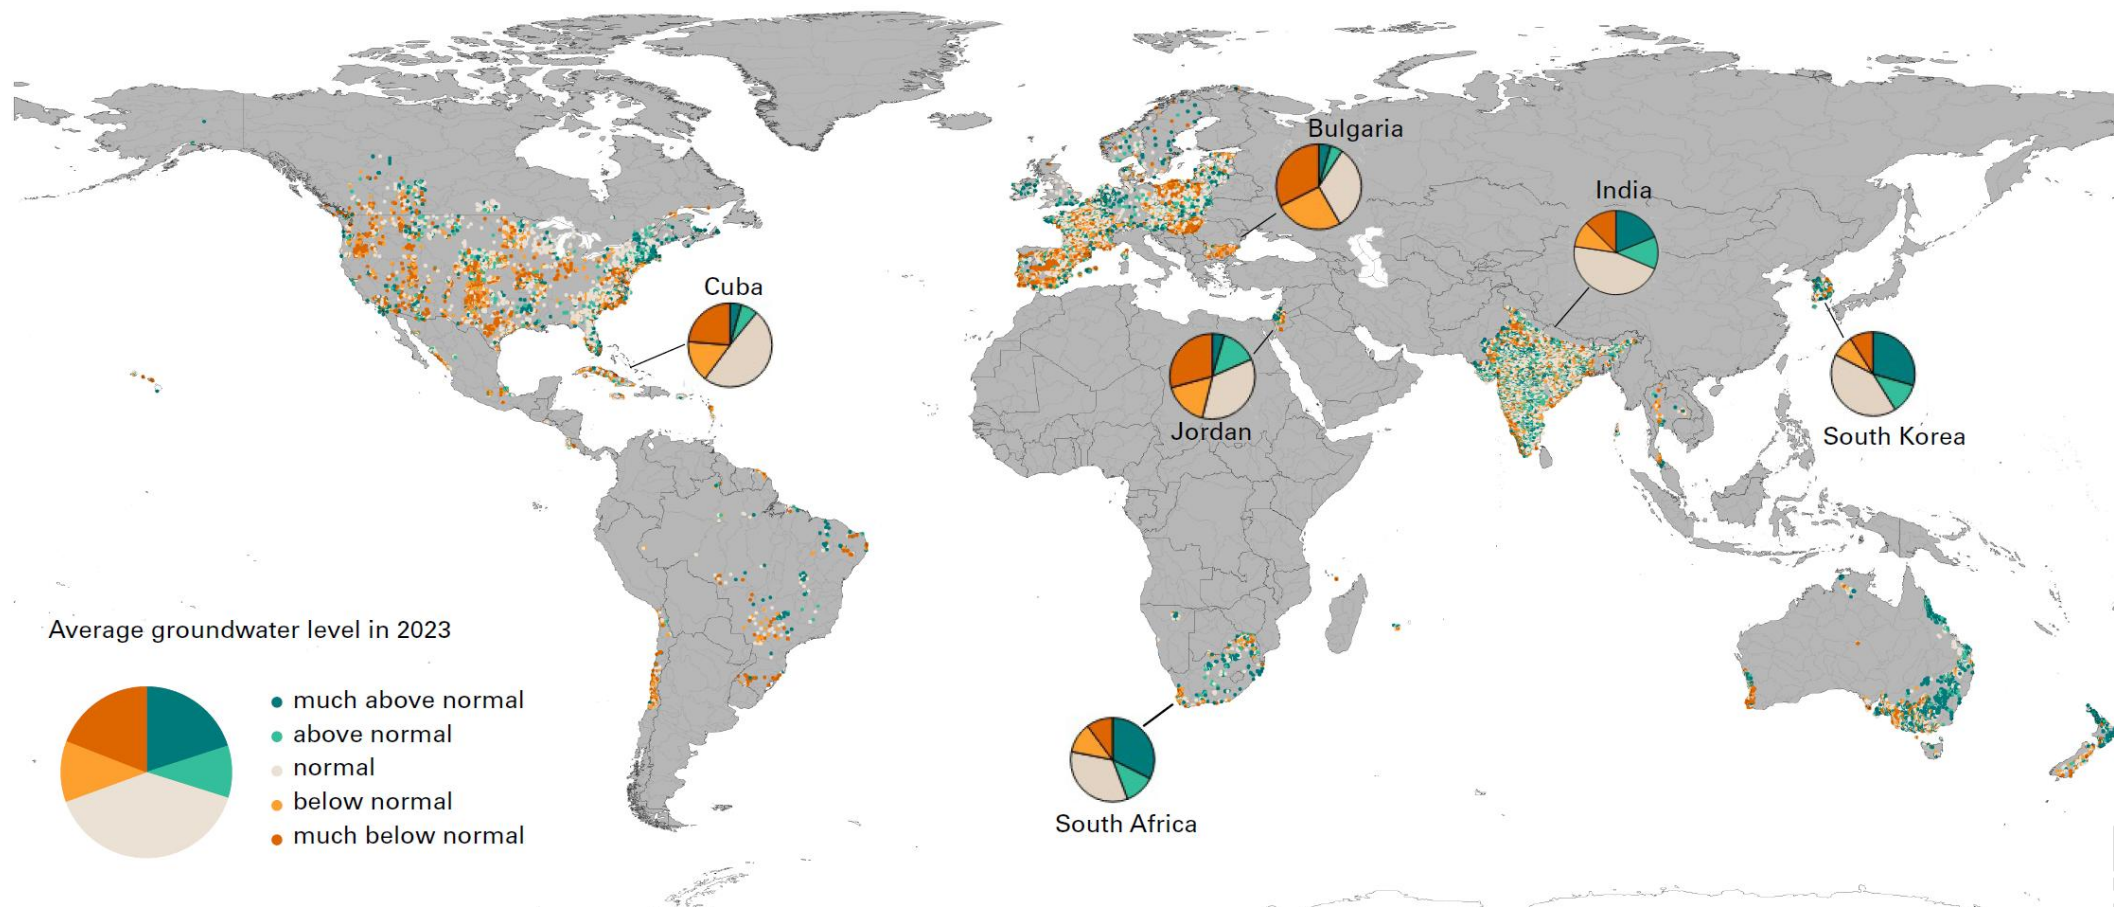 Bulgaria
India
Cuba
Jordan
South Korea
Average groundwater level in 2023
much above normal
above normal
normal
below normal
much below normal
South Africa